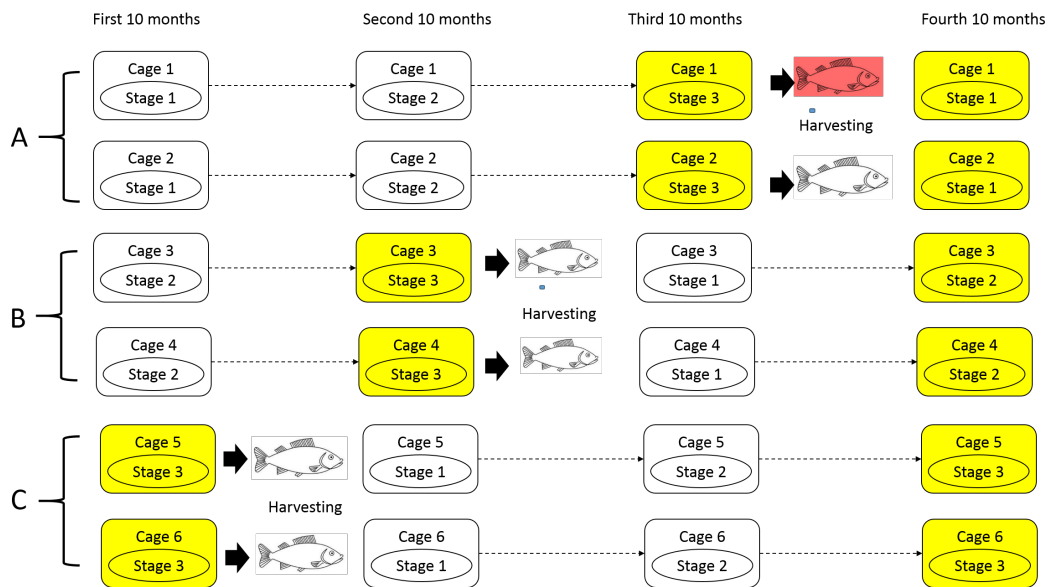 First 10 months
Second 10 months
Third 10 months
Fourth 10 months
A
Cage 1
Stage 1
Cage 1
Stage 2
Cage 1
Stage 3
Cage 1
Stage 1
Harvesting
Cage 2
Stage 1
Cage 2
Stage 2
Cage 2
Stage 3
Cage 2
Stage 1
B
Cage 3
Stage 2
Cage 3
Stage 3
Cage 3
Stage 1
Cage 3
Stage 2
Harvesting
Cage 4
Stage 2
Cage 4
Stage 3
Cage 4
Stage 1
Cage 4
Stage 2
C
Cage 5
Stage 3
Cage 5
Stage 1
Cage 5
Stage 2
Cage 5
Stage 3
Harvesting
Cage 6
Stage 3
Cage 6
Stage 1
Cage 6
Stage 2
Cage 6
Stage 3